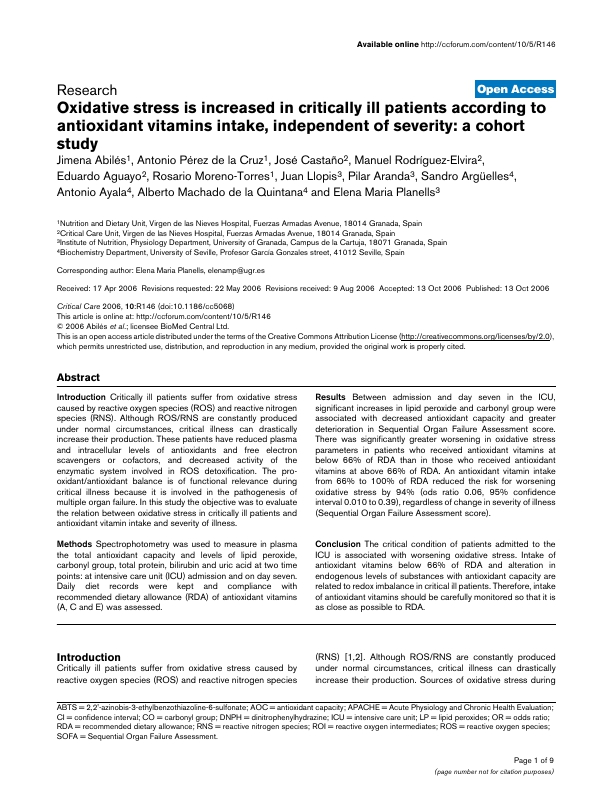 Available online http://ccforum.com/content/10/5/R146
Research
Open Access
Oxidative stress is increased in critically ill patients according to
antioxidant vitamins intake, independent of severity: a cohort
study
Jimena Abilés1, Antonio Pérez de la Cruz1, José Castaño2, Manuel Rodríguez-Elvira2,
Eduardo Aguayo2, Rosario Moreno-Torres1, Juan Llopis3, Pilar Aranda3, Sandro Argüelles4,
Antonio Ayala4, Alberto Machado de la Quintana4 and Elena Maria Planells3
1Nutrition and Dietary Unit, Virgen de las Nieves Hospital, Fuerzas Armadas Avenue, 18014 Granada, Spain
2Critical Care Unit, Virgen de las Nieves Hospital, Fuerzas Armadas Avenue, 18014 Granada, Spain
3Institute of Nutrition, Physiology Department, University of Granada, Campus de la Cartuja, 18071 Granada, Spain
4Biochemistry Department, University of Seville, Profesor García Gonzales street, 41012 Seville, Spain
Corresponding author: Elena Maria Planells, elenamp@ugr.es
Received: 17 Apr 2006 Revisions requested: 22 May 2006 Revisions received: 9 Aug 2006 Accepted: 13 Oct 2006 Published: 13 Oct 2006
Critical Care 2006, 10:R146 (doi:10.1186/cc5068)
This article is online at: http://ccforum.com/content/10/5/R146
© 2006 Abilés et al.; licensee BioMed Central Ltd.
This is an open access article distributed under the terms of the Creative Commons Attribution License (http://creativecommons.org/licenses/by/2.0),
which permits unrestricted use, distribution, and reproduction in any medium, provided the original work is properly cited.
Abstract
Introduction Critically ill patients suffer from oxidative stress
caused by reactive oxygen species (ROS) and reactive nitrogen
species (RNS). Although ROS/RNS are constantly produced
under normal circumstances, critical illness can drastically
increase their production. These patients have reduced plasma
and intracellular levels of antioxidants and free electron
scavengers or cofactors, and decreased activity of the
enzymatic system involved in ROS detoxification. The pro-
oxidant/antioxidant balance is of functional relevance during
critical illness because it is involved in the pathogenesis of
multiple organ failure. In this study the objective was to evaluate
the relation between oxidative stress in critically ill patients and
antioxidant vitamin intake and severity of illness.
Methods Spectrophotometry was used to measure in plasma
the total antioxidant capacity and levels of lipid peroxide,
carbonyl group, total protein, bilirubin and uric acid at two time
points: at intensive care unit (ICU) admission and on day seven.
Daily diet records were kept and compliance with
recommended dietary allowance (RDA) of antioxidant vitamins
(A, C and E) was assessed.
Results Between admission and day seven in the ICU,
significant increases in lipid peroxide and carbonyl group were
associated with decreased antioxidant capacity and greater
deterioration in Sequential Organ Failure Assessment score.
There was significantly greater worsening in oxidative stress
parameters in patients who received antioxidant vitamins at
below 66% of RDA than in those who received antioxidant
vitamins at above 66% of RDA. An antioxidant vitamin intake
from 66% to 100% of RDA reduced the risk for worsening
oxidative stress by 94% (ods ratio 0.06, 95% confidence
interval 0.010 to 0.39), regardless of change in severity of illness
(Sequential Organ Failure Assessment score).
Conclusion The critical condition of patients admitted to the
ICU is associated with worsening oxidative stress. Intake of
antioxidant vitamins below 66% of RDA and alteration in
endogenous levels of substances with antioxidant capacity are
related to redox imbalance in critical ill patients. Therefore, intake
of antioxidant vitamins should be carefully monitored so that it is
as close as possible to RDA.
Introduction
Critically ill patients suffer from oxidative stress caused by
reactive oxygen species (ROS) and reactive nitrogen species
(RNS) [1,2]. Although ROS/RNS are constantly produced
under normal circumstances, critical illness can drastically
increase their production. Sources of oxidative stress during
ABTS = 2,2'-azinobis-3-ethylbenzothiazoline-6-sulfonate; AOC = antioxidant capacity; APACHE = Acute Physiology and Chronic Health Evaluation;
CI = confidence interval; CO = carbonyl group; DNPH = dinitrophenylhydrazine; ICU = intensive care unit; LP = lipid peroxides; OR = odds ratio;
RDA = recommended dietary allowance; RNS = reactive nitrogen species; ROI = reactive oxygen intermediates; ROS = reactive oxygen species;
SOFA = Sequential Organ Failure Assessment.
Page 1 of 9
(page number not for citation purposes)